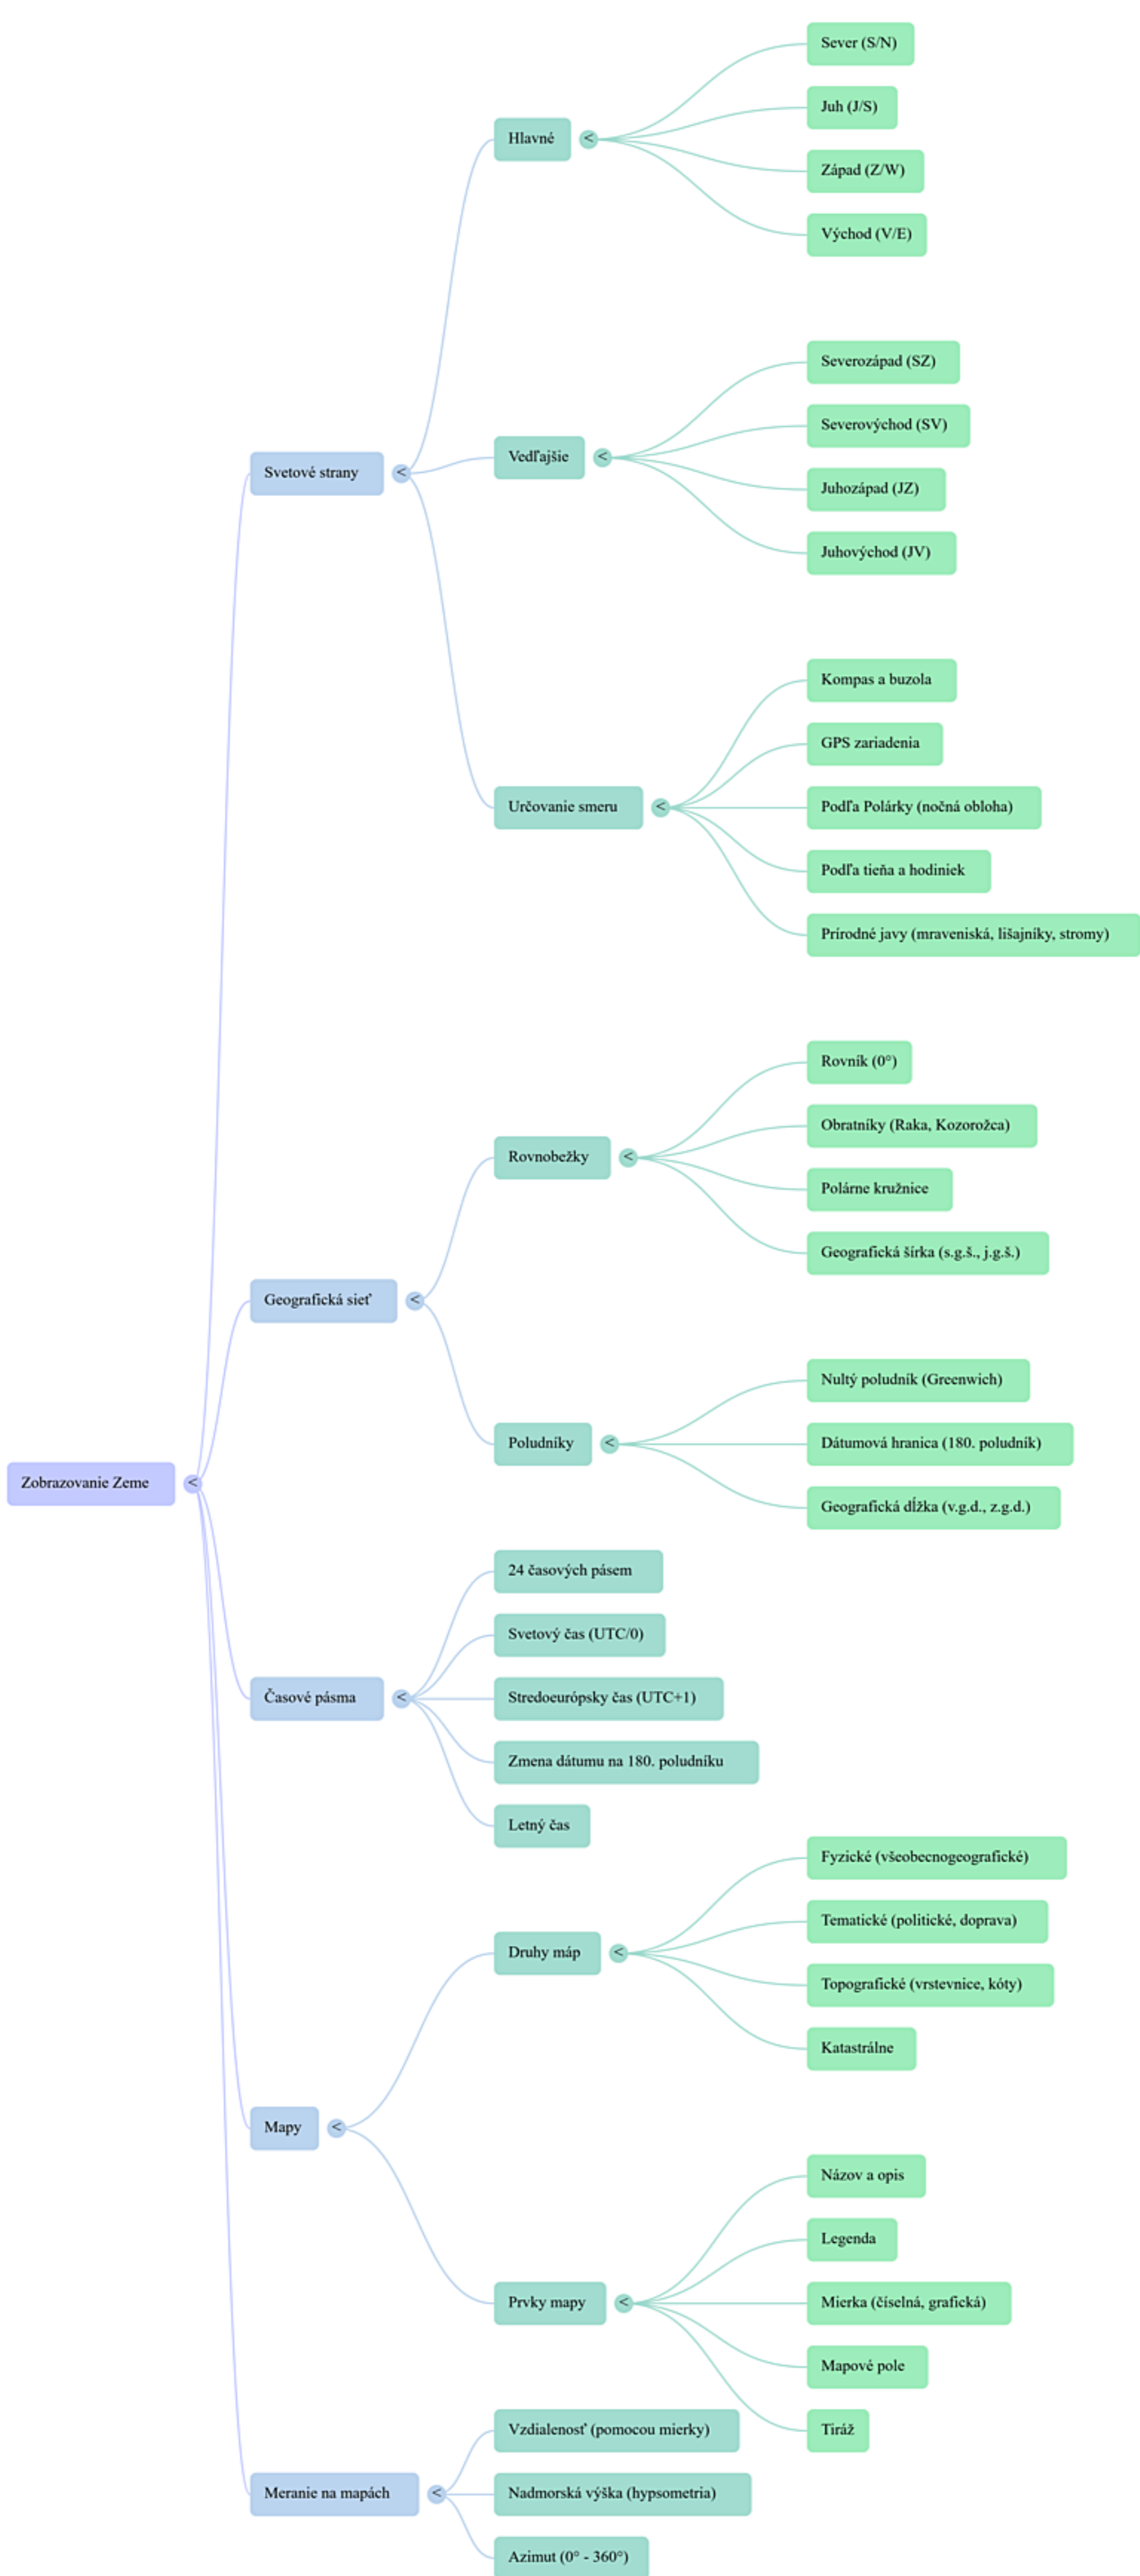 Zobrazovanie Zeme
<
Svetové strany
<
Hlavné
<
Sever (S/N)
Juh (J/S)
Západ (Z/W)
Východ (V/E)
Vedľajšie
<
Severozápad (SZ)
Severovýchod (SV)
Juhozápad (JZ)
Juhovýchod (JV)
Určovanie smeru
<
Kompas a buzola
GPS zariadenia
Podľa Polárky (nočná obloha)
Podľa tieňa a hodiniek
Prírodné javy (mraveniská, lišajníky, stromy)
Geografická sieť
<
Rovnobežky
<
Rovník (0°)
Obratníky (Raka, Kozorožca)
Polárne kružnice
Geografická šírka (s.g.š., j.g.š.)
Poludníky
<
Nultý poludník (Greenwich)
Dátumová hranica (180. poludník)
Geografická dĺžka (v.g.d., z.g.d.)
Časové pásma
<
24 časových pásem
Svetový čas (UTC/0)
Stredoeurópsky čas (UTC+1)
Zmena dátumu na 180. poludníku
Letný čas
Mapy
<
Druhy máp
<
Fyzické (všeobecnogeografické)
Tematické (politické, doprava)
Topografické (vrstevnice, kóty)
Katastrálne
Prvky mapy
<
Názov a opis
Legenda
Mierka (číselná, grafická)
Mapové pole
Tiráž
Meranie na mapách
<
Vzdialenosť (pomocou mierky)
Nadmorská výška (hypsometria)
Azimut (0° - 360°)